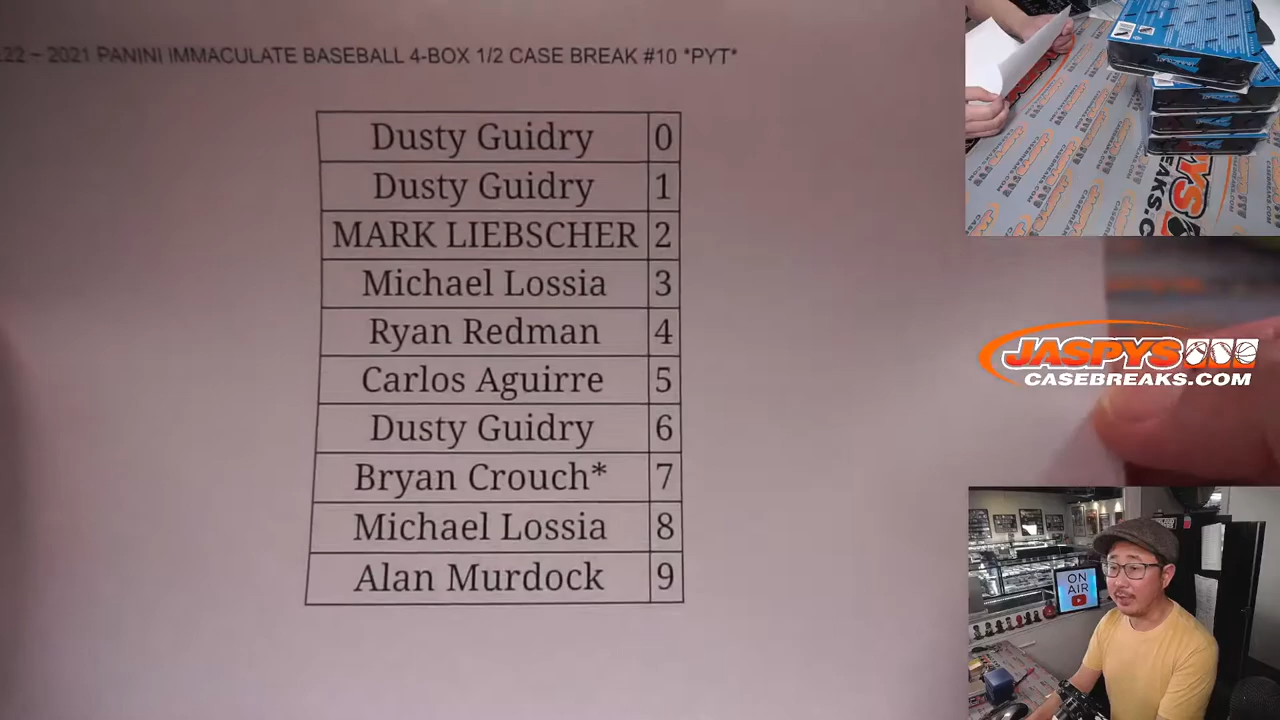 .22 – 2021 PANINI IMMACULATE BASEBALL 4-BOX 1/2 CASE BREAK #10 *PYT*
Dusty Guidry 0
Dusty Guidry 1
MARK LIEBSCHER 2
Michael Lossia 3
Ryan Redman 4
Carlos Aguirre 5
Dusty Guidry 6
Bryan Crouch* 7
Michael Lossia 8
Alan Murdock 9
JASPYS
CASEBREAKS.COM
ON
AIR